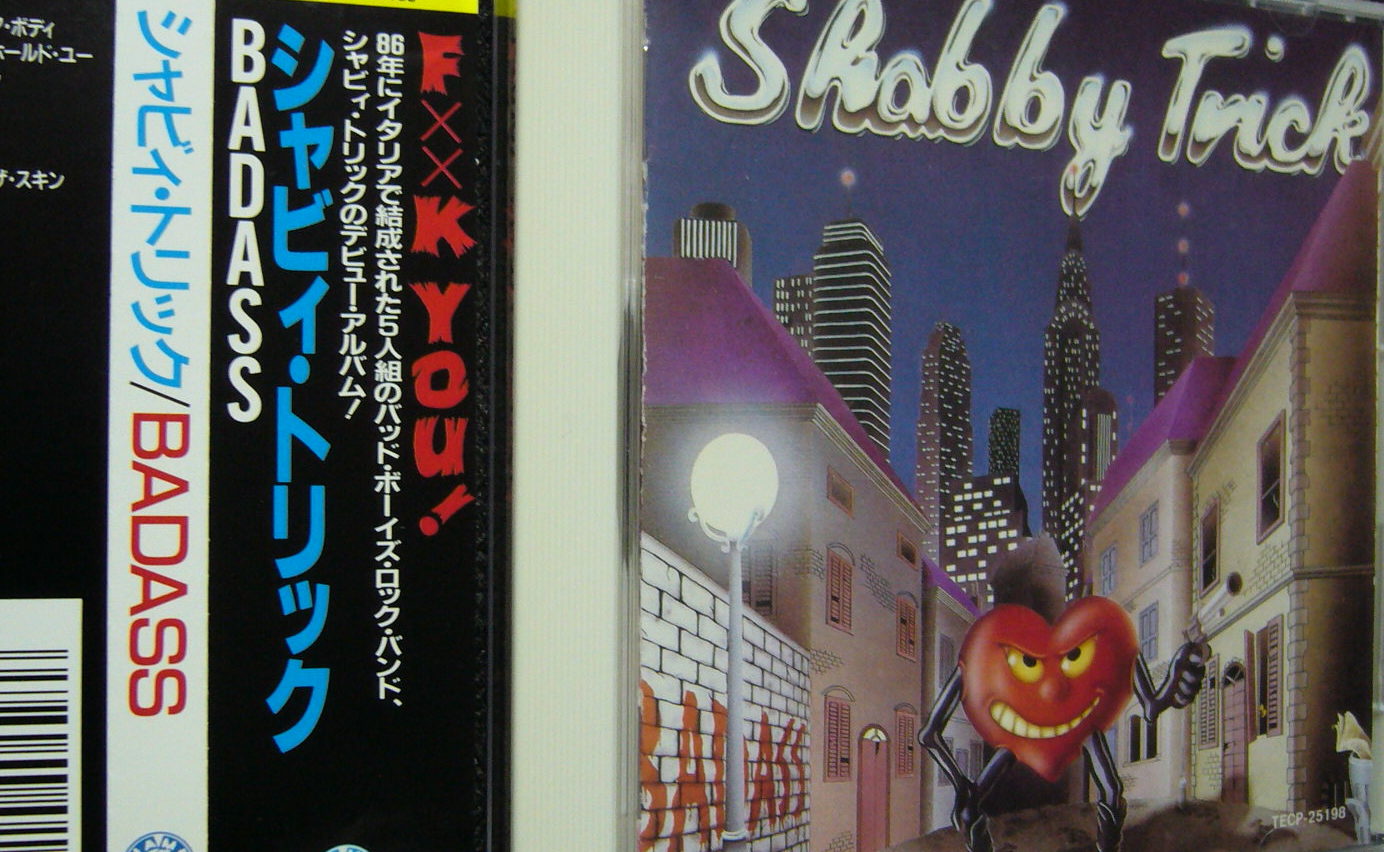 ・ボディ
ホールド・ユー
ザ・スキン
シャビィ・トリック/BADASS
BADASS
シャビィ・トリック
F××K YOU!
86年にイタリアで結成された5人組のバッド・ボーイズ・ロック・バンド、
シャビィ・トリックのデビュー・アルバム!
Shabby Trick
BADASS
TECP-25198